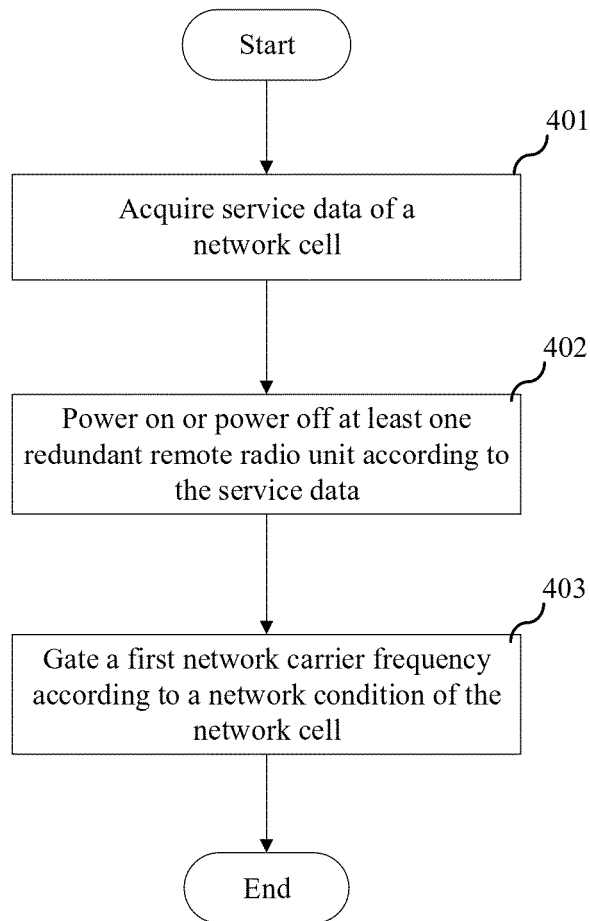 Start
401
Acquire service data of a
network cell
402
Power on or power off at least one
redundant remote radio unit according to
the service data
403
Gate a first network carrier frequency
according to a network condition of the
network cell
End